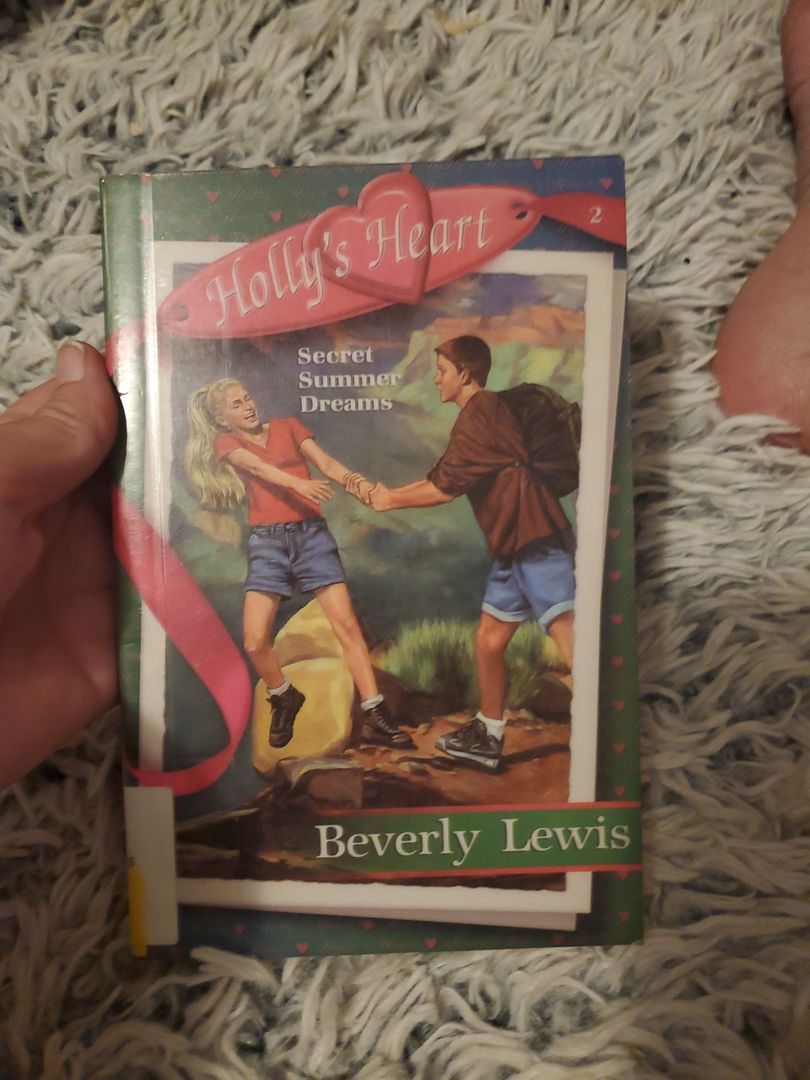 Holly's Heart
2
Secret
Summer
Dreams
Beverly Lewis